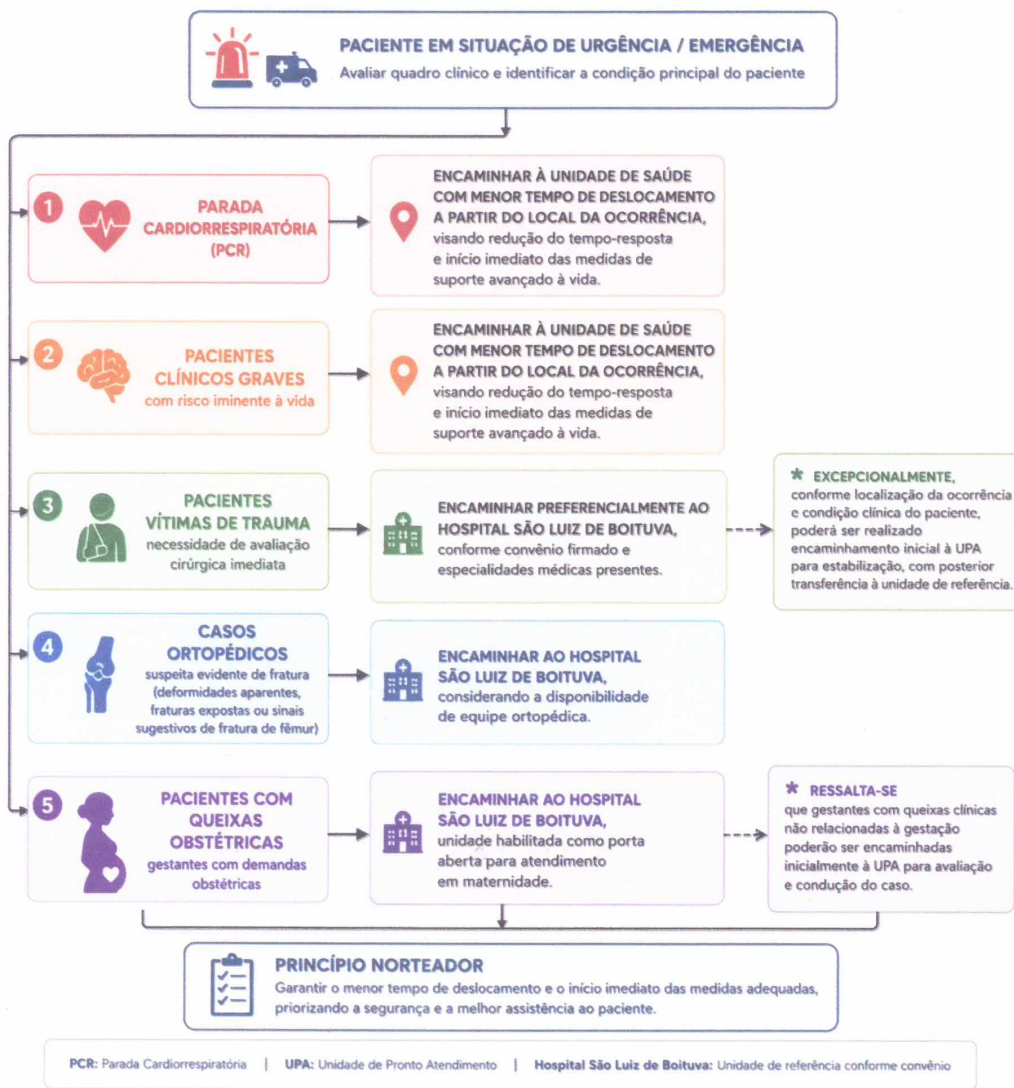 PACIENTE EM SITUAÇÃO DE URGÊNCIA / EMERGÊNCIA
Avaliar quadro clínico e identificar a condição principal do paciente
1
PARADA
CARDIORRESPIRATÓRIA
(PCR)
ENCAMINHAR À UNIDADE DE SAÚDE
COM MENOR TEMPO DE DESLOCAMENTO
A PARTIR DO LOCAL DA OCORRÊNCIA,
visando redução do tempo-resposta
e início imediato das medidas de
suporte avançado à vida.
2
PACIENTES
CLÍNICOS GRAVES
com risco iminente à vida
ENCAMINHAR À UNIDADE DE SAÚDE
COM MENOR TEMPO DE DESLOCAMENTO
A PARTIR DO LOCAL DA OCORRÊNCIA,
visando redução do tempo-resposta
e início imediato das medidas de
suporte avançado à vida.
3
PACIENTES
VÍTIMAS DE TRAUMA
necessidade de avaliação
cirúrgica imediata
ENCAMINHAR PREFERENCIALMENTE AO
HOSPITAL SÃO LUIZ DE BOITUVA,
conforme convênio firmado e
especialidades médicas presentes.
* EXCEPCIONALMENTE,
conforme localização da ocorrência
e condição clínica do paciente,
poderá ser realizado
encaminhamento inicial à UPA
para estabilização, com posterior
transferência à unidade de referência.
4
CASOS
ORTOPÉDICOS
suspeita evidente de fratura
(deformidades aparentes,
fraturas expostas ou sinais
sugestivos de fratura de fêmur)
ENCAMINHAR AO HOSPITAL
SÃO LUIZ DE BOITUVA,
considerando a disponibilidade
de equipe ortopédica.
5
PACIENTES COM
QUEIXAS
OBSTÉTRICAS
gestantes com demandas
obstétricas
ENCAMINHAR AO HOSPITAL
SÃO LUIZ DE BOITUVA,
unidade habilitada como porta
aberta para atendimento
em maternidade.
* RESSALTA-SE
que gestantes com queixas clínicas
não relacionadas à gestação
poderão ser encaminhadas
inicialmente à UPA para avaliação
e condução do caso.
PRINCÍPIO NORTEADOR
Garantir o menor tempo de deslocamento e o início imediato das medidas adequadas,
priorizando a segurança e a melhor assistência ao paciente.
PCR: Parada Cardiorrespiratória | UPA: Unidade de Pronto Atendimento | Hospital São Luiz de Boituva: Unidade de referência conforme convênio